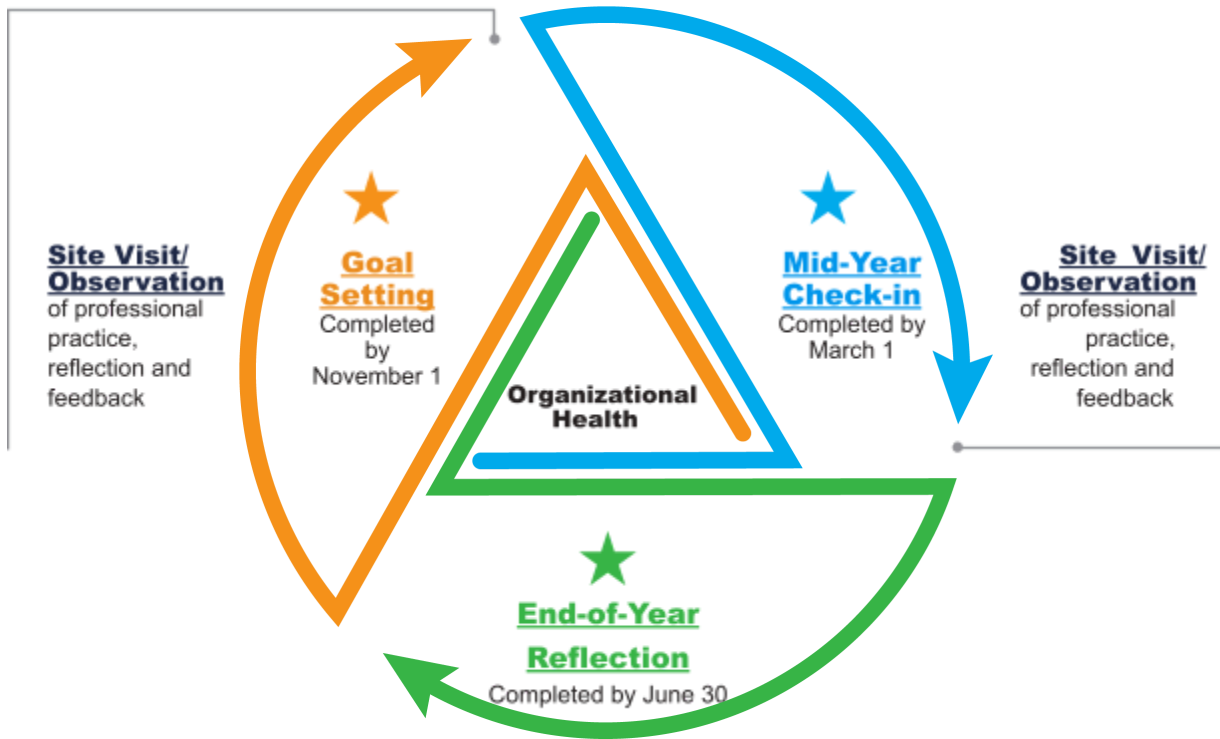 Site Visit/
Observation
of professional
practice,
reflection and
feedback
Goal
Setting
Completed
by
November 1
Organizational
Health
Mid-Year
Check-in
Completed by
March 1
Site Visit/
Observation
of professional
practice,
reflection and
feedback
End-of-Year
Reflection
Completed by June 30